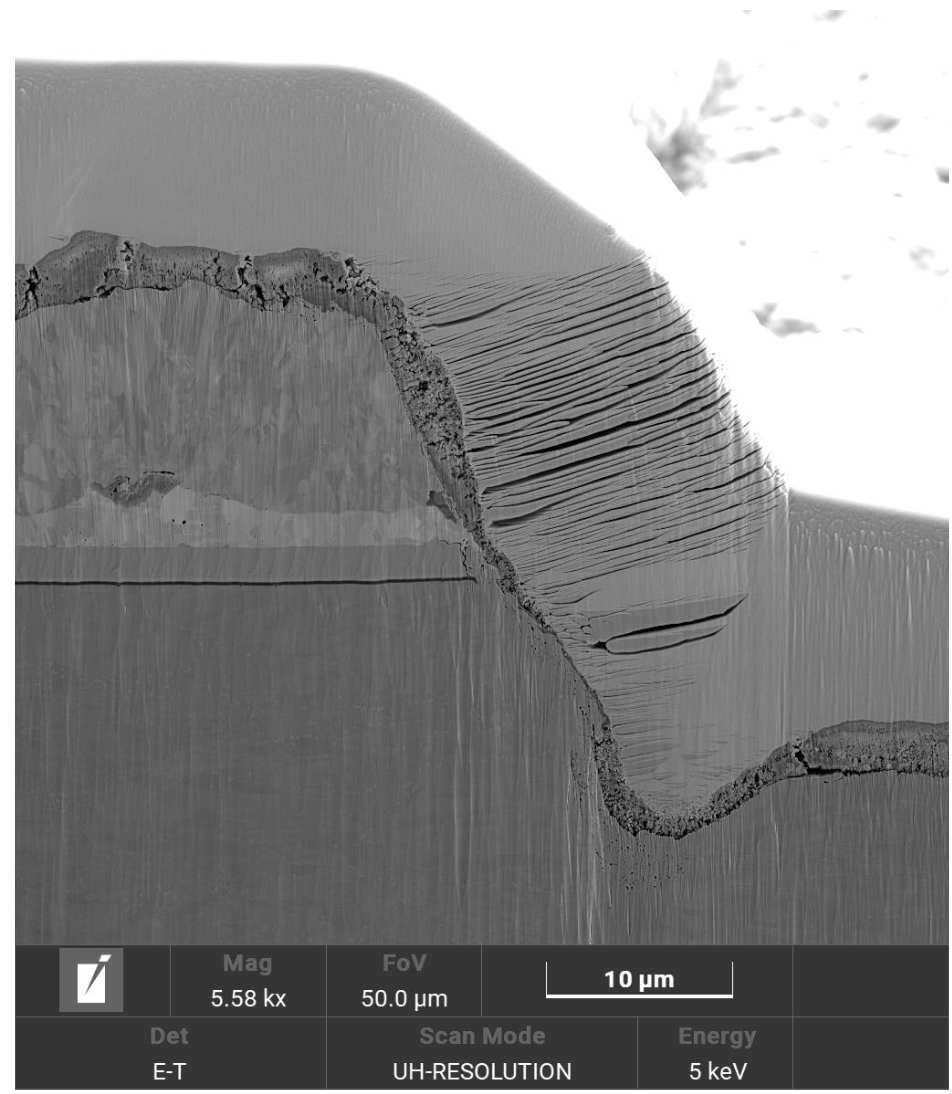 Mag
5.58 kx
FoV
50.0 μm
10 μm
Det
E-T
Scan Mode
UH-RESOLUTION
Energy
5 keV